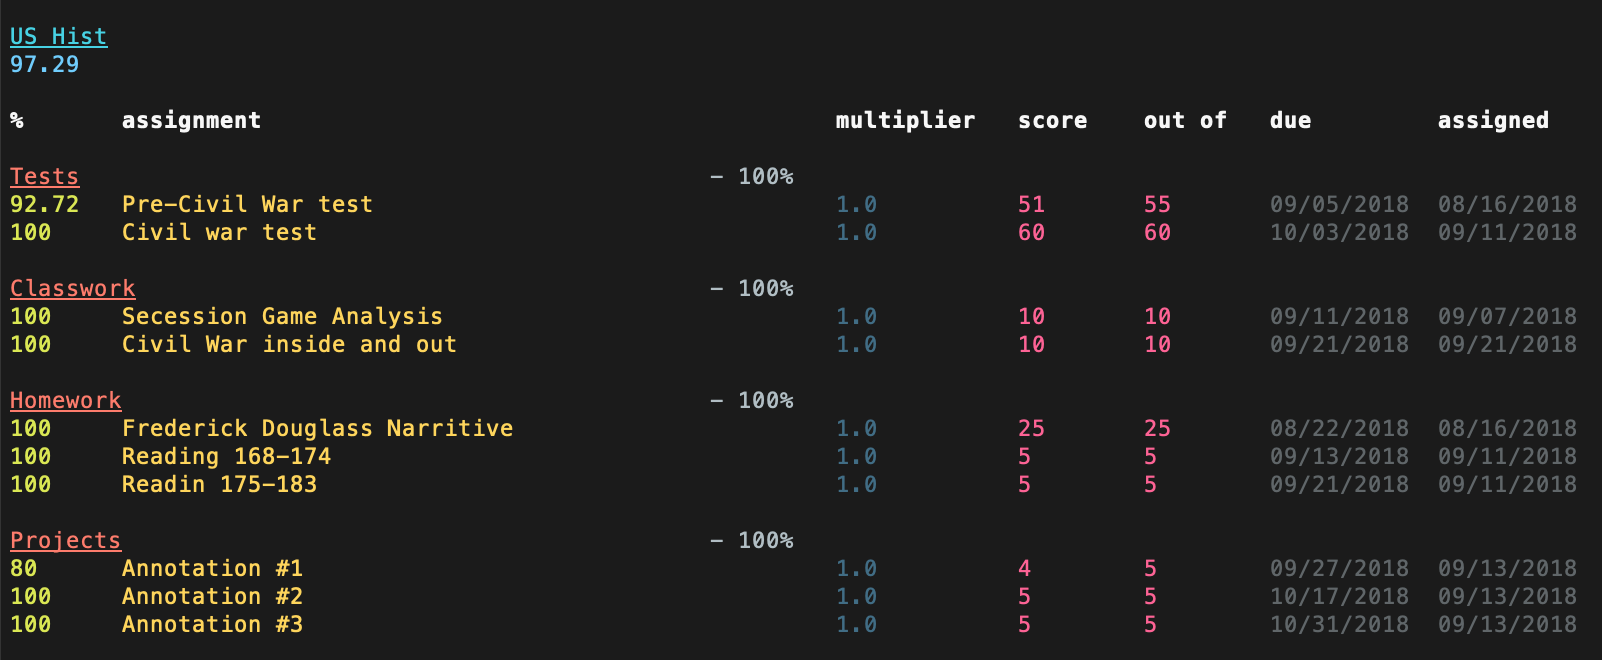 US Hist
97.29
% assignment multiplier score out of due assigned
Tests - 100%
92.72 Pre-Civil War test 1.0 51 55 09/05/2018 08/16/2018
100 Civil war test 1.0 60 60 10/03/2018 09/11/2018
Classwork - 100%
100 Secession Game Analysis 1.0 10 10 09/11/2018 09/07/2018
100 Civil War inside and out 1.0 10 10 09/21/2018 09/21/2018
Homework - 100%
100 Frederick Douglass Narritive 1.0 25 25 08/22/2018 08/16/2018
100 Reading 168-174 1.0 5 5 09/13/2018 09/11/2018
100 Readin 175-183 1.0 5 5 09/21/2018 09/11/2018
Projects - 100%
80 Annotation #1 1.0 4 5 09/27/2018 09/13/2018
100 Annotation #2 1.0 5 5 10/17/2018 09/13/2018
100 Annotation #3 1.0 5 5 10/31/2018 09/13/2018